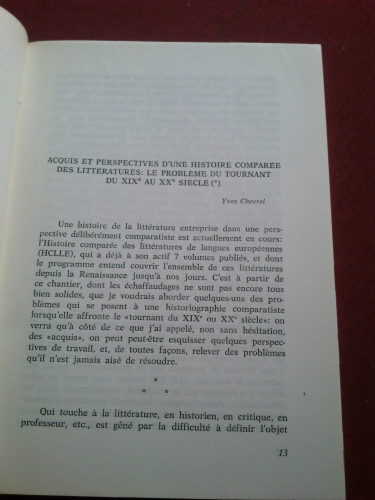 ACQUIS ET PERSPECTIVES D'UNE HISTOIRE COMPARÉE
DES LITTÉRATURES: LE PROBLÈME DU TOURNANT
DU XIXe AU XXe SIECLE (*)
Yves Chevrel
Une histoire de la littérature entreprise dans une pers-
pective délibérément comparatiste est actuellement en cours:
l'Histoire comparée des littératures de langues européennes
(HCLLE), qui a déjà à son actif 7 volumes publiés, et dont
le programme entend couvrir l'ensemble de ces littératures
depuis la Renaissance jusqu'à nos jours. C'est à partir de
ce chantier, dont les échaffaudages ne sont pas encore tous
bien solides, que je voudrais aborder quelques-uns des pro-
blèmes qui se posent à une historiographie comparatiste
lorsqu'elle affronte le «tournant du XIXe ou XXe siècle»: on
verra qu'à côté de ce que j'ai appelé, non sans hésitation,
des «acquis», on peut peut-être esquisser quelques perspec-
tives de travail, et, de toutes façons, relever des problèmes
qu'il n'est jamais aisé de résoudre.
*
* *
Qui touche à la littérature, en historien, en critique, en
professeur, etc., est gêné par la difficulté à définir l'objet
13